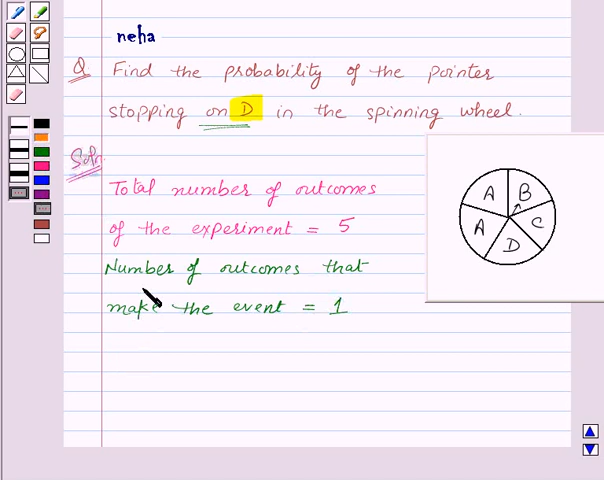 neha
Q Find the probability of the pointer
stopping on D in the spinning wheel.
Soln
Total number of outcomes
of the experiment = 5
Number of outcomes that
make the event = 1
A B
A C
D